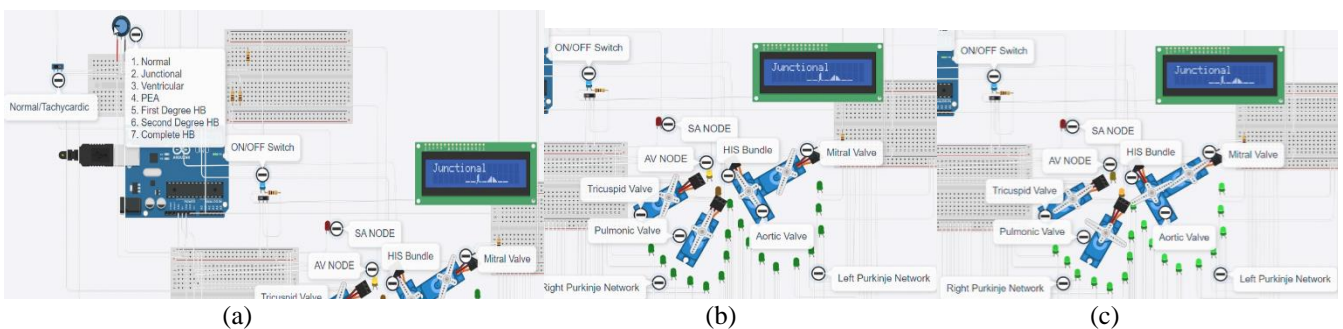 1. Normal
2. Junctional
3. Ventricular
4. PEA
5. First Degree HB
6. Second Degree HB
7. Complete HB
Normal/Tachycardic
ON/OFF Switch
Junctional
SA NODE
AV NODE
HIS Bundle
Mitral Valve
Tricuspid Valve
(a)
ON/OFF Switch
Junctional
SA NODE
AV NODE
HIS Bundle
Mitral Valve
Tricuspid Valve
Pulmonic Valve
Aortic Valve
Left Purkinje Network
Right Purkinje Network
(b)
ON/OFF Switch
Junctional
SA NODE
AV NODE
HIS Bundle
Mitral Valve
Tricuspid Valve
Pulmonic Valve
Aortic Valve
Left Purkinje Network
Right Purkinje Network
(c)